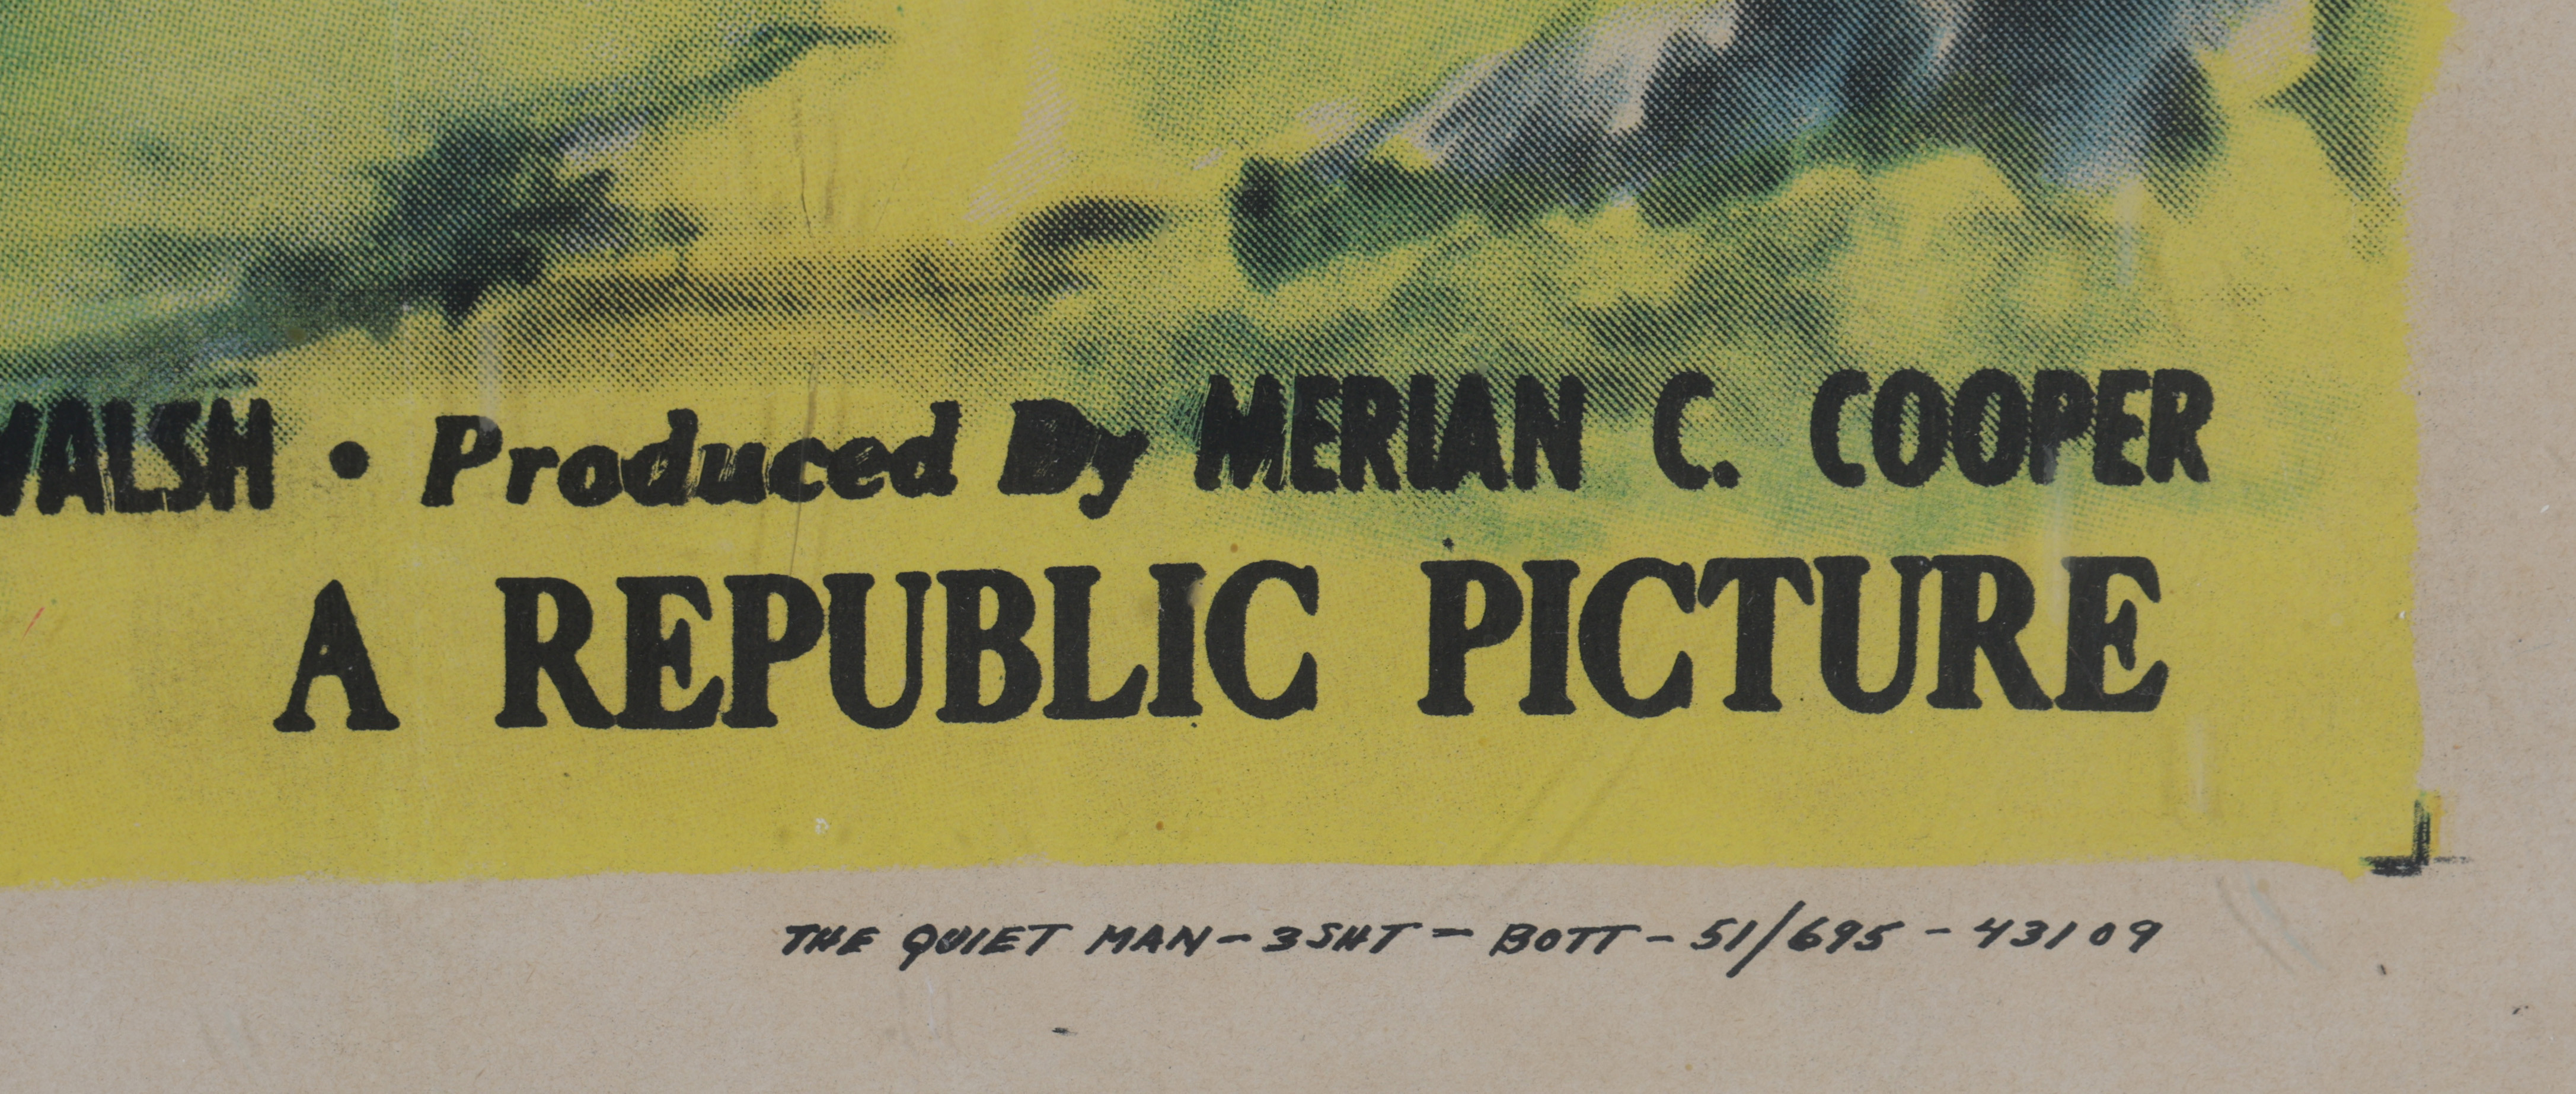 WALSH • Produced By MERIAN C. COOPER
A REPUBLIC PICTURE
THE QUIET MAN - 3SHT - BOTT - 51/695 - 43109